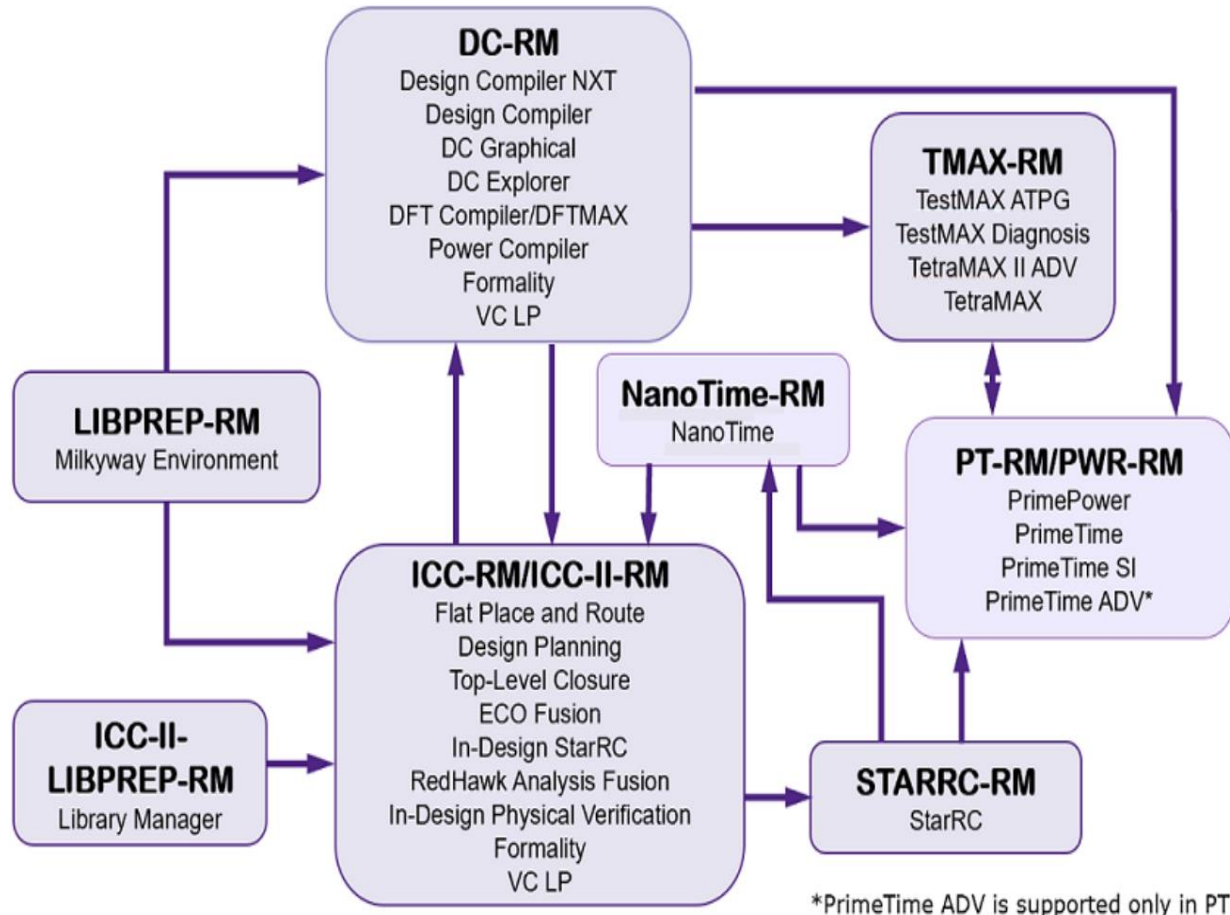 DC-RM
Design Compiler NXT
Design Compiler
DC Graphical
DC Explorer
DFT Compiler/DFTMAX
Power Compiler
Formality
VC LP
TMAX-RM
TestMAX ATPG
TestMAX Diagnosis
TetraMAX II ADV
TetraMAX
LIBPREP-RM
Milkyway Environment
NanoTime-RM
NanoTime
PT-RM/PWR-RM
PrimePower
PrimeTime
PrimeTime SI
PrimeTime ADV*
ICC-RM/ICC-II-RM
Flat Place and Route
Design Planning
Top-Level Closure
ECO Fusion
In-Design StarRC
RedHawk Analysis Fusion
In-Design Physical Verification
Formality
VC LP
ICC-II-
LIBPREP-RM
Library Manager
STARRC-RM
StarRC
*PrimeTime ADV is supported only in PT